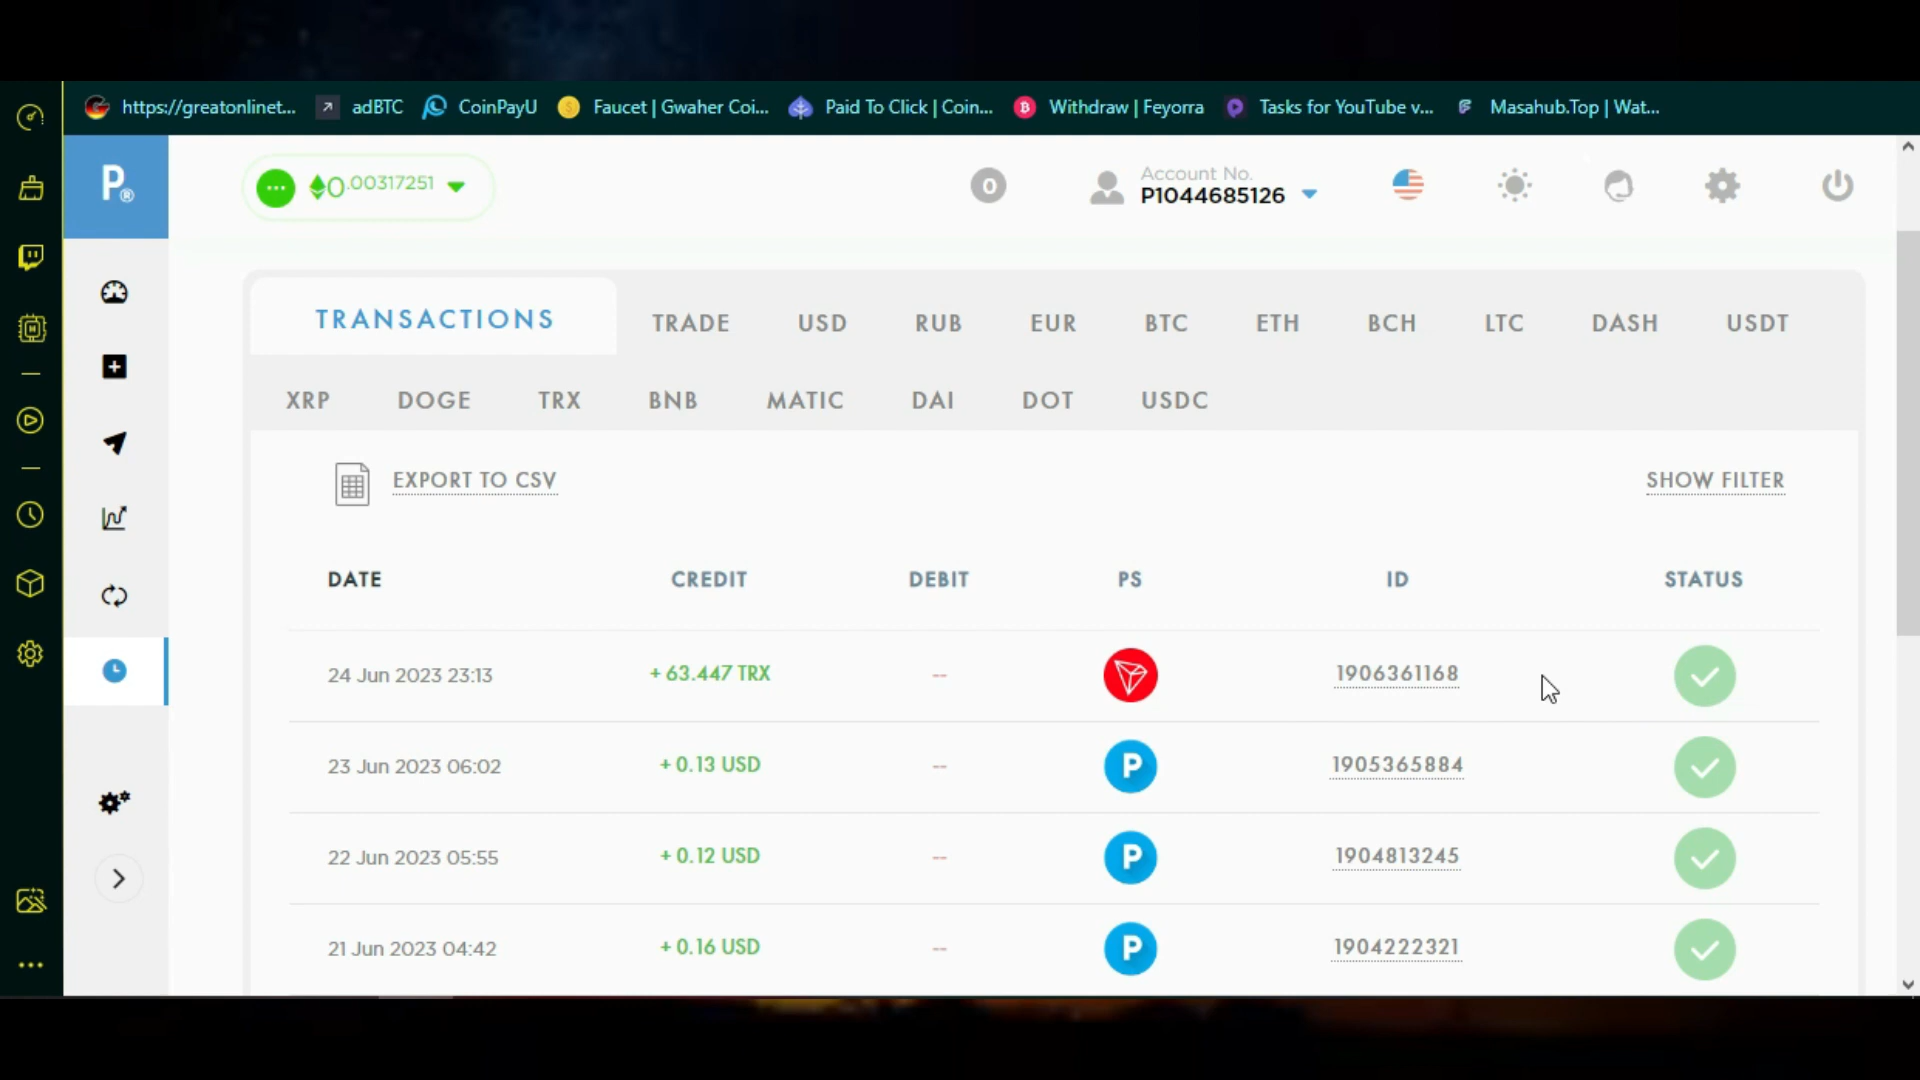 https://greatonlinet... adBTC CoinPayU Faucet | Gwaher Coi... Paid To Click | Coin... Withdraw | Feyorra Tasks for YouTube v... Masahub.Top | Wat...
P® 0.00317251 0 Account No.
P1044685126
TRANSACTIONS TRADE USD RUB EUR BTC ETH BCH LTC DASH USDT
XRP DOGE TRX BNB MATIC DAI DOT USDC
EXPORT TO CSV SHOW FILTER
DATE CREDIT DEBIT PS ID STATUS
24 Jun 2023 23:13 + 63.447 TRX -- 1906361168
23 Jun 2023 06:02 + 0.13 USD -- P 1905365884
22 Jun 2023 05:55 + 0.12 USD -- P 1904813245
21 Jun 2023 04:42 + 0.16 USD -- P 1904222321